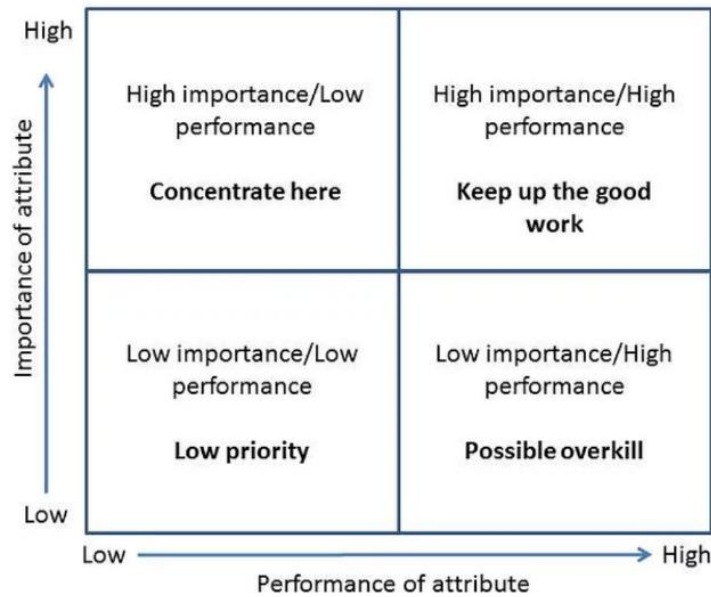 High
High importance/Low
performance
Concentrate here
High importance/High
performance
Keep up the good
work
Importance of attribute
Low importance/Low
performance
Low priority
Low importance/High
performance
Possible overkill
Low
Low
High
Performance of attribute